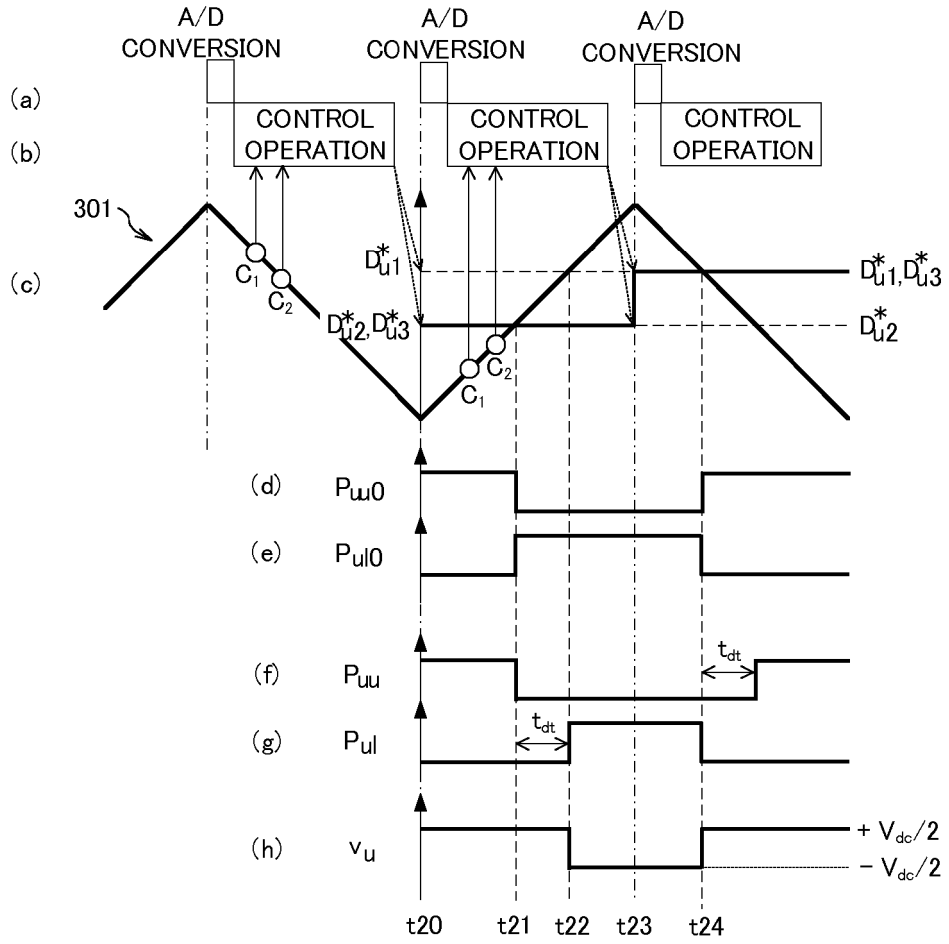 A/D CONVERSION
A/D CONVERSION
A/D CONVERSION
(a)
(b)
CONTROL OPERATION
CONTROL OPERATION
CONTROL OPERATION
301
(c)
C1
C2
D*u1
D*u2,D*u3
C1
C2
D*u1,D*u3
D*u2
(d)
Puu0
(e)
Pul0
(f)
Puu
tdt
(g)
Pul
tdt
(h)
vu
+ Vdc/2
− Vdc/2
t20
t21
t22
t23
t24